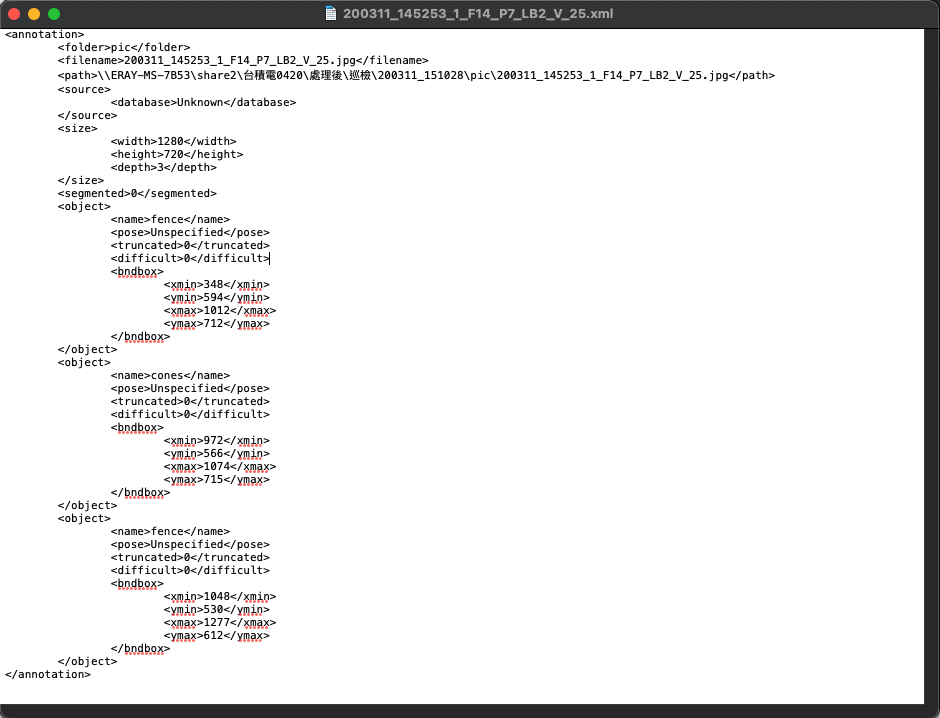 200311_145253_1_F14_P7_LB2_V_25.xml
<annotation>
<folder>pic</folder>
<filename>200311_145253_1_F14_P7_LB2_V_25.jpg</filename>
<path>\\ERAY-MS-7B53\share2\台積電0420\處理後\巡檢\200311_151028\pic\200311_145253_1_F14_P7_LB2_V_25.jpg</path>
<source>
<database>Unknown</database>
</source>
<size>
<width>1280</width>
<height>720</height>
<depth>3</depth>
</size>
<segmented>0</segmented>
<object>
<name>fence</name>
<pose>Unspecified</pose>
<truncated>0</truncated>
<difficult>0</difficult>
<bndbox>
<xmin>348</xmin>
<ymin>594</ymin>
<xmax>1012</xmax>
<ymax>712</ymax>
</bndbox>
</object>
<object>
<name>cones</name>
<pose>Unspecified</pose>
<truncated>0</truncated>
<difficult>0</difficult>
<bndbox>
<xmin>972</xmin>
<ymin>566</ymin>
<xmax>1074</xmax>
<ymax>715</ymax>
</bndbox>
</object>
<object>
<name>fence</name>
<pose>Unspecified</pose>
<truncated>0</truncated>
<difficult>0</difficult>
<bndbox>
<xmin>1048</xmin>
<ymin>530</ymin>
<xmax>1277</xmax>
<ymax>612</ymax>
</bndbox>
</object>
</annotation>